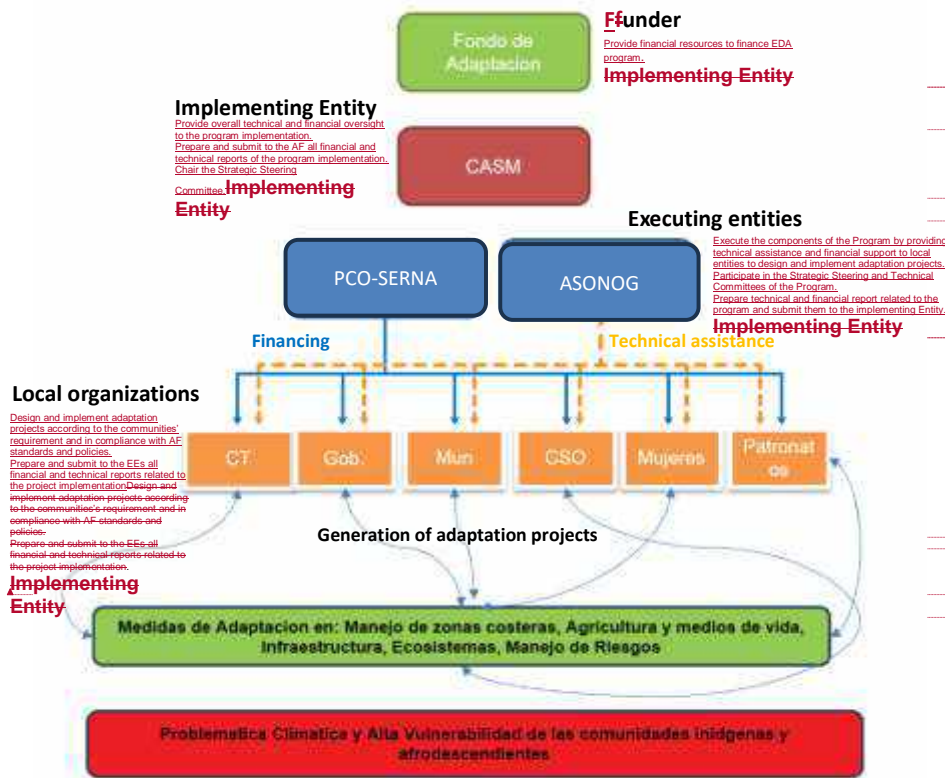 Ffunder
Provide financial resources to finance EDA
program.
Implementing Entity
Fondo de
Adaptacion
Implementing Entity
Provide overall technical and financial oversight
to the program implementation.
Prepare and submit to the AF all financial and
technical reports of the program implementation.
Chair the Strategic Steering
Committee.Implementing
Entity
CASM
Executing entities
Execute the components of the Program by providing
technical assistance and financial support to local
entities to design and implement adaptation projects.
Participate in the Strategic Steering and Technical
Committees of the Program.
Prepare technical and financial report related to the
program and submit them to the implementing Entity.
Implementing Entity
PCO-SERNA
ASONOG
Financing
Technical assistance
Local organizations
Design and implement adaptation
projects according to the communities'
requirement and in compliance with AF
standards and policies.
Prepare and submit to the EEs all
financial and technical reports related to
the project implementationDesign and
implement adaptation projects according
to the communities's requirement and in
compliance with AF standards and
policies.
Prepare and submit to the EEs all
financial and technical reports related to
the project implementation.
Implementing
Entity
CT.
Gob.
Mun
CSO
Mujeres
Patronat
os
Generation of adaptation projects
Medidas de Adaptacion en: Manejo de zonas costeras, Agricultura y medios de vida,
Infraestructura, Ecosistemas, Manejo de Riesgos
Problematica Climatica y Alta Vulnerabilidad de las comunidades inidgenas y
afrodescendientes